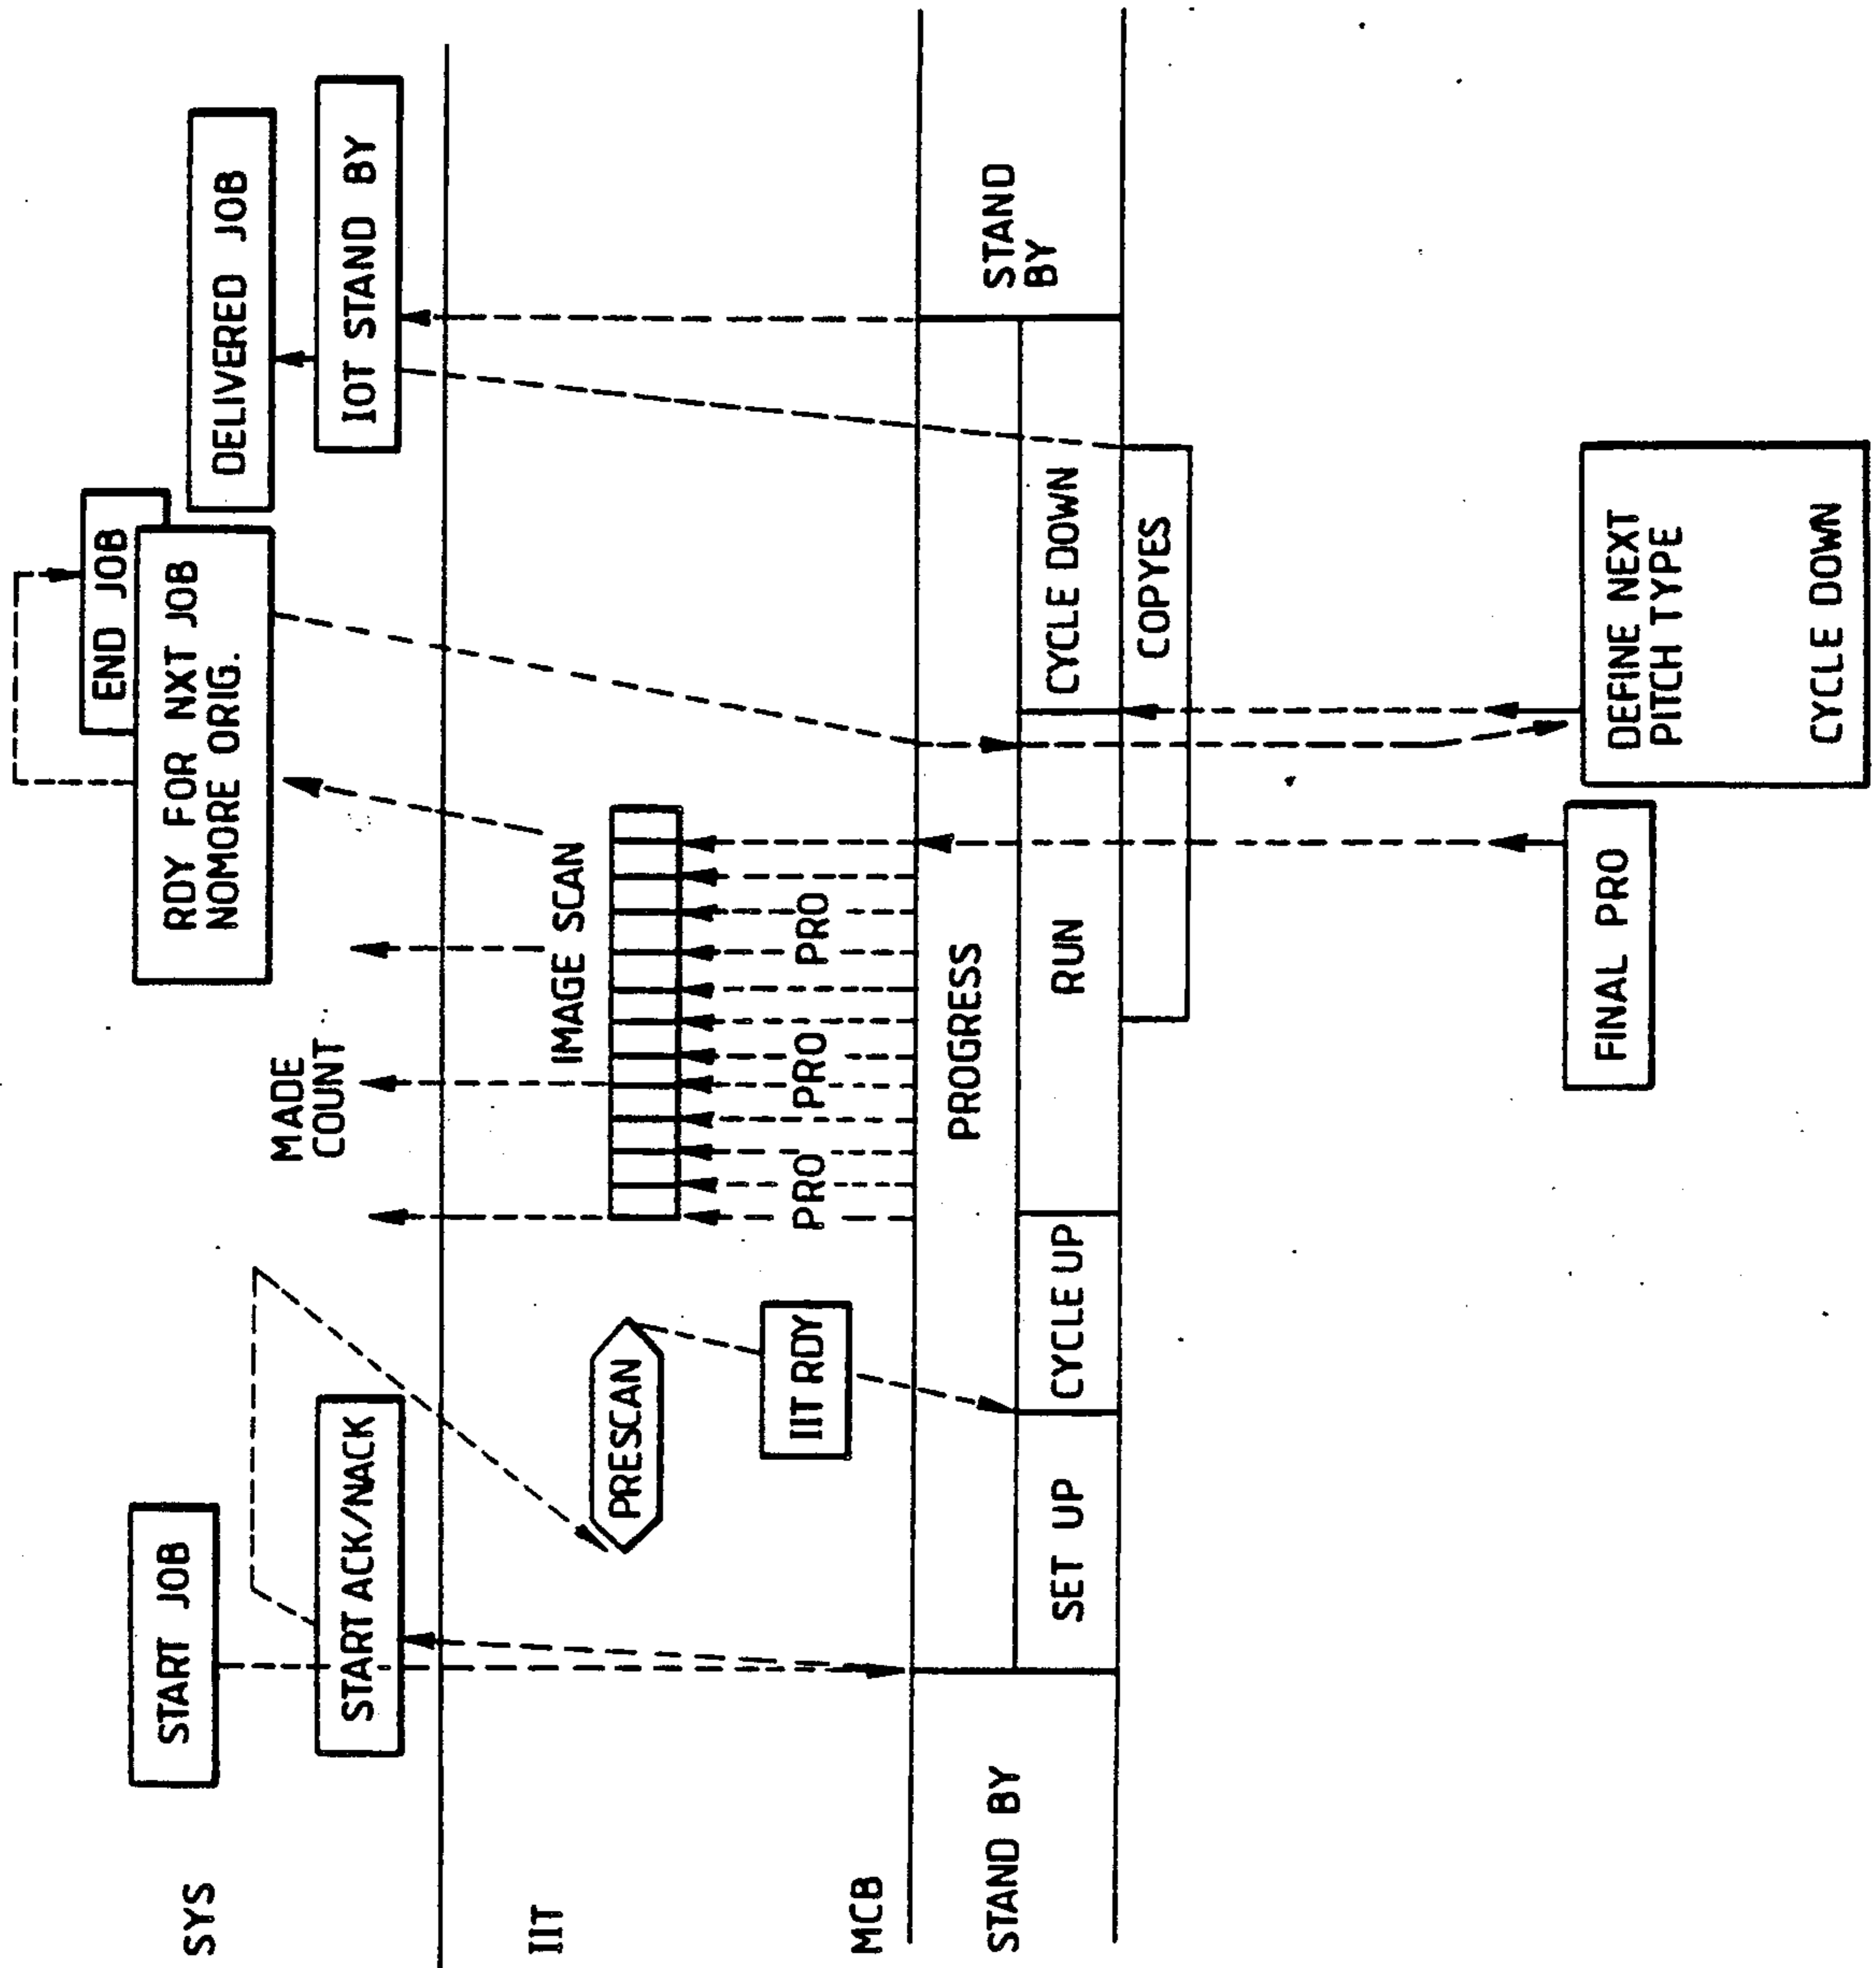 SYS
START JOB
START ACK/NACK
MADE
COUNT
END JOB
RDY FOR NXT JOB
NOMORE ORIG.
DELIVERED JOB
IOT STAND BY
IIT
PRESCAN
IIT RDY
IMAGE SCAN
PRO
PRO
PRO
MCB
STAND BY
PROGRESS
SET UP
CYCLE UP
RUN
CYCLE DOWN
STAND
BY
COPYES
FINAL PRO
DEFINE NEXT
PITCH TYPE
CYCLE DOWN